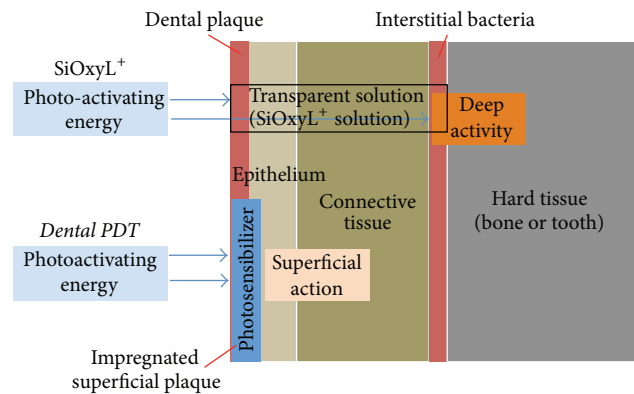 Dental plaque
Interstitial bacteria
SiOxyL+
Photo-activating
energy
Transparent solution
(SiOxyL+ solution)
Deep
activity
Epithelium
Connective
tissue
Hard tissue
(bone or tooth)
Dental PDT
Photoactivating
energy
Photosensibilizer
Superficial
action
Impregnated
superficial plaque